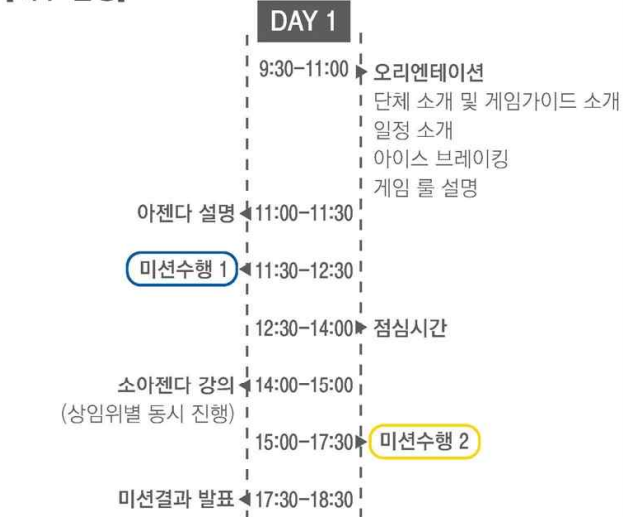 DAY 1
9:30-11:00 오리엔테이션
단체 소개 및 게임가이드 소개
일정 소개
아이스 브레이킹
게임 룰 설명
아젠다 설명 11:00-11:30
미션수행 1 11:30-12:30
12:30-14:00 점심시간
소아젠다 강의 14:00-15:00
(상임위별 동시 진행)
15:00-17:30 미션수행 2
미션결과 발표 17:30-18:30